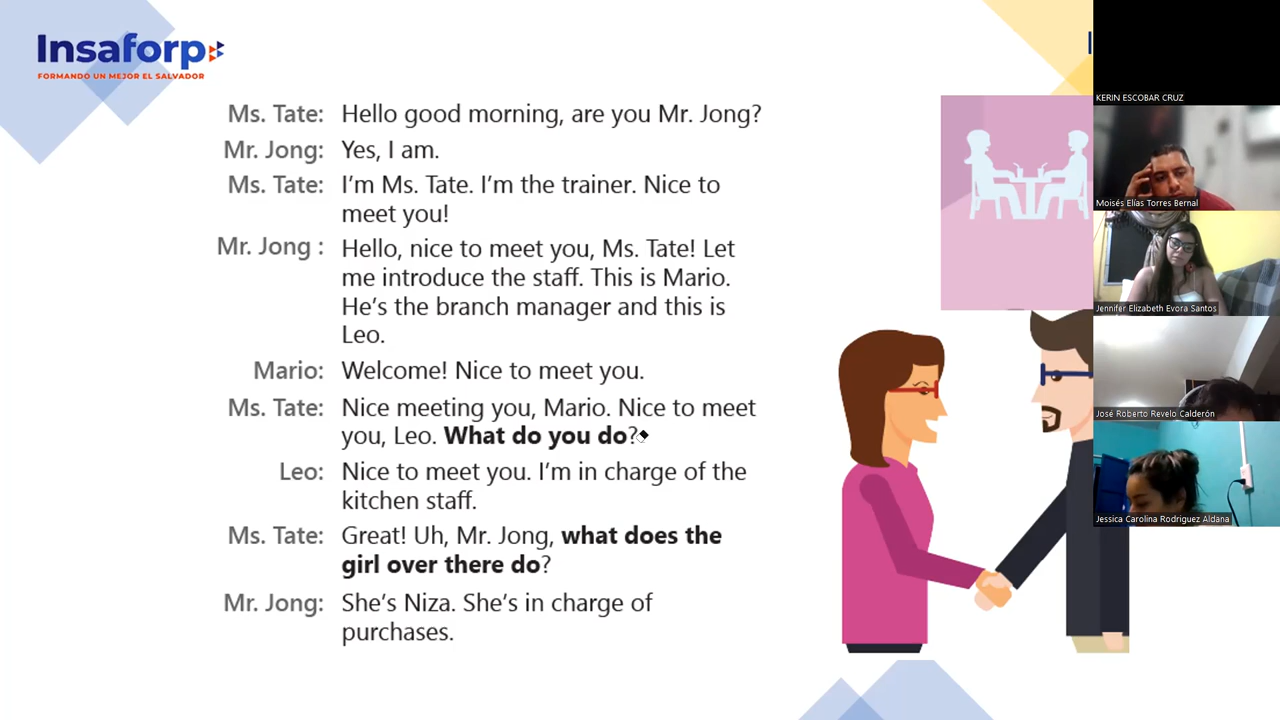 Insaforp
FORMANDO UN MEJOR EL SALVADOR
Ms. Tate: Hello good morning, are you Mr. Jong?
Mr. Jong: Yes, I am.
Ms. Tate: I'm Ms. Tate. I'm the trainer. Nice to
meet you!
Mr. Jong : Hello, nice to meet you, Ms. Tate! Let
me introduce the staff. This is Mario.
He's the branch manager and this is
Leo.
Mario: Welcome! Nice to meet you.
Ms. Tate: Nice meeting you, Mario. Nice to meet
you, Leo. What do you do?
Leo: Nice to meet you. I'm in charge of the
kitchen staff.
Ms. Tate: Great! Uh, Mr. Jong, what does the
girl over there do?
Mr. Jong: She's Niza. She's in charge of
purchases.
KERIN ESCOBAR CRUZ
Moisés Elías Torres Bernal
Jennifer Elizabeth Evora Santos
José Roberto Revelo Calderón
Jessica Carolina Rodriguez Aldana